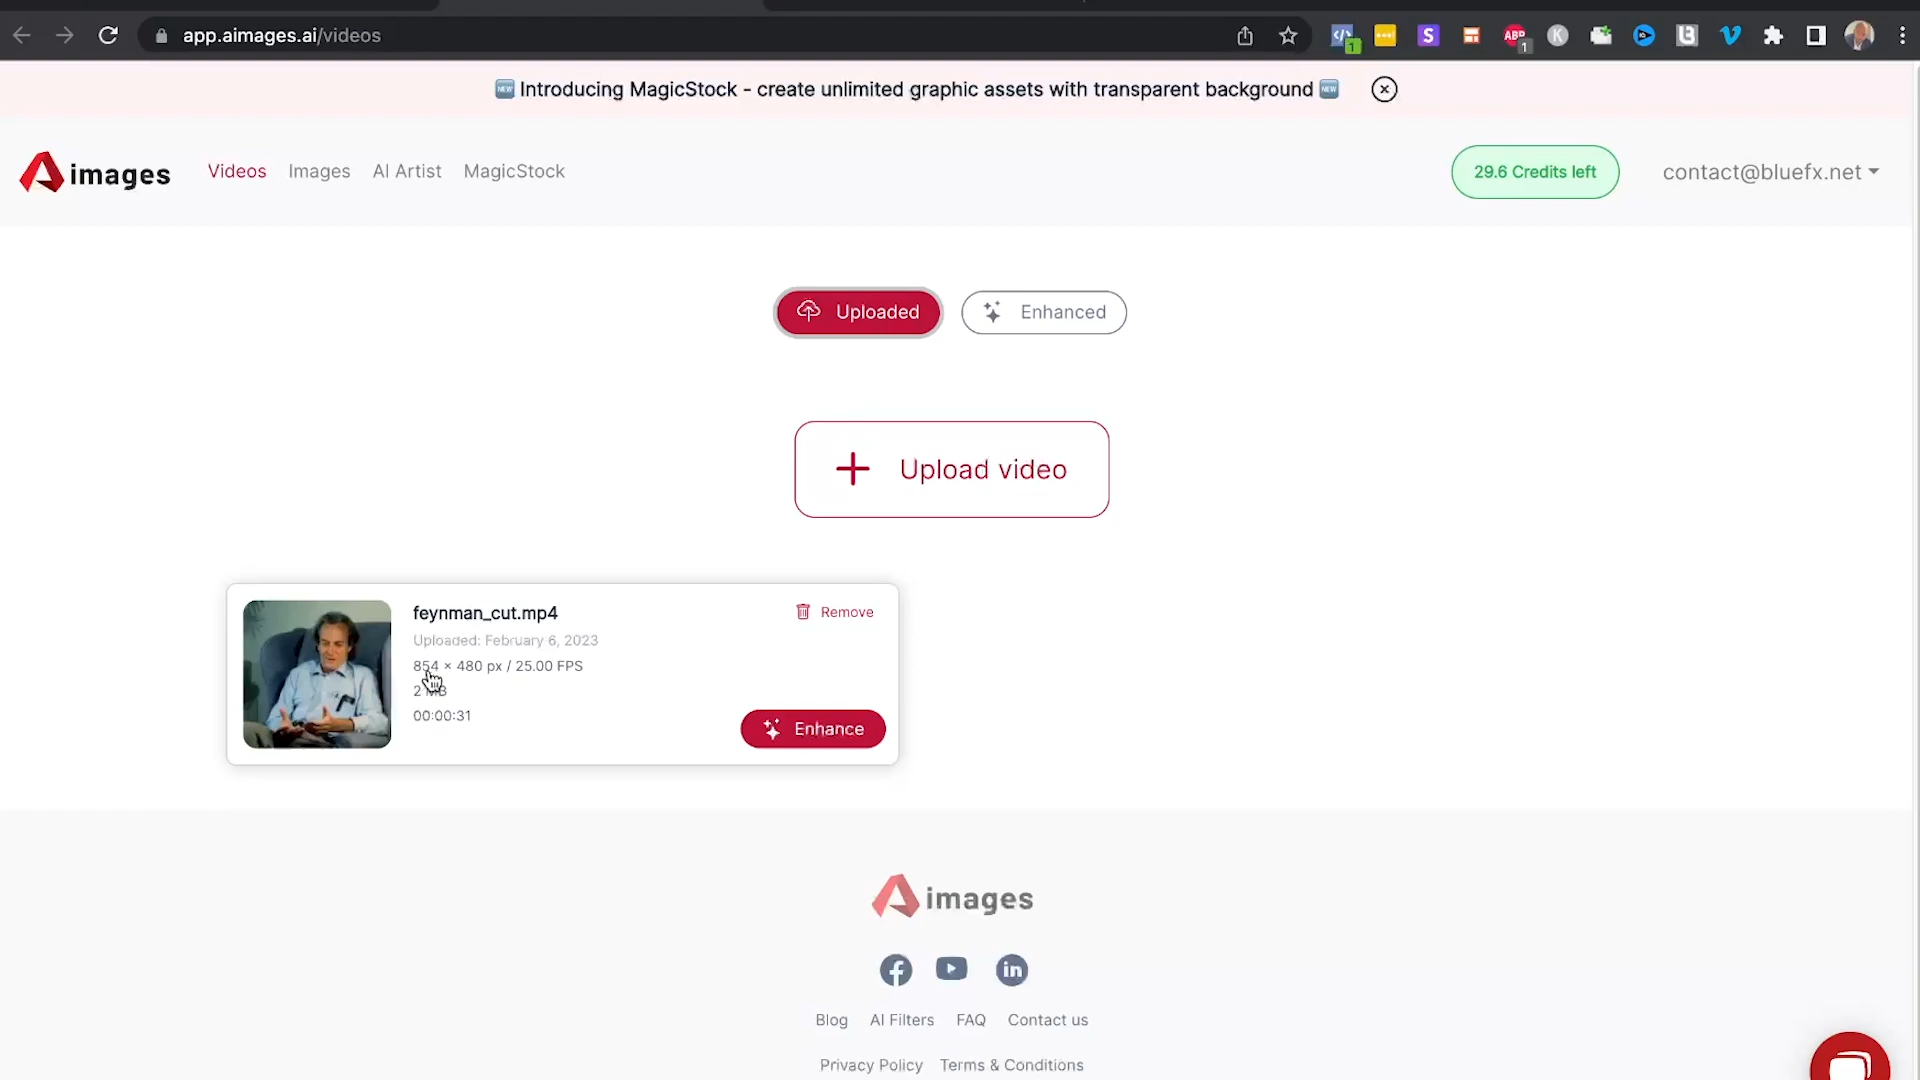 app.aimages.ai/videos
Introducing MagicStock - create unlimited graphic assets with transparent background
images
Videos
Images
AI Artist
MagicStock
29.6 Credits left
contact@bluefx.net
Uploaded
Enhanced
Upload video
feynman_cut.mp4
Remove
Uploaded: February 6, 2023
854 × 480 px / 25.00 FPS
2 MB
00:00:31
Enhance
images
Blog
AI Filters
FAQ
Contact us
Privacy Policy
Terms & Conditions